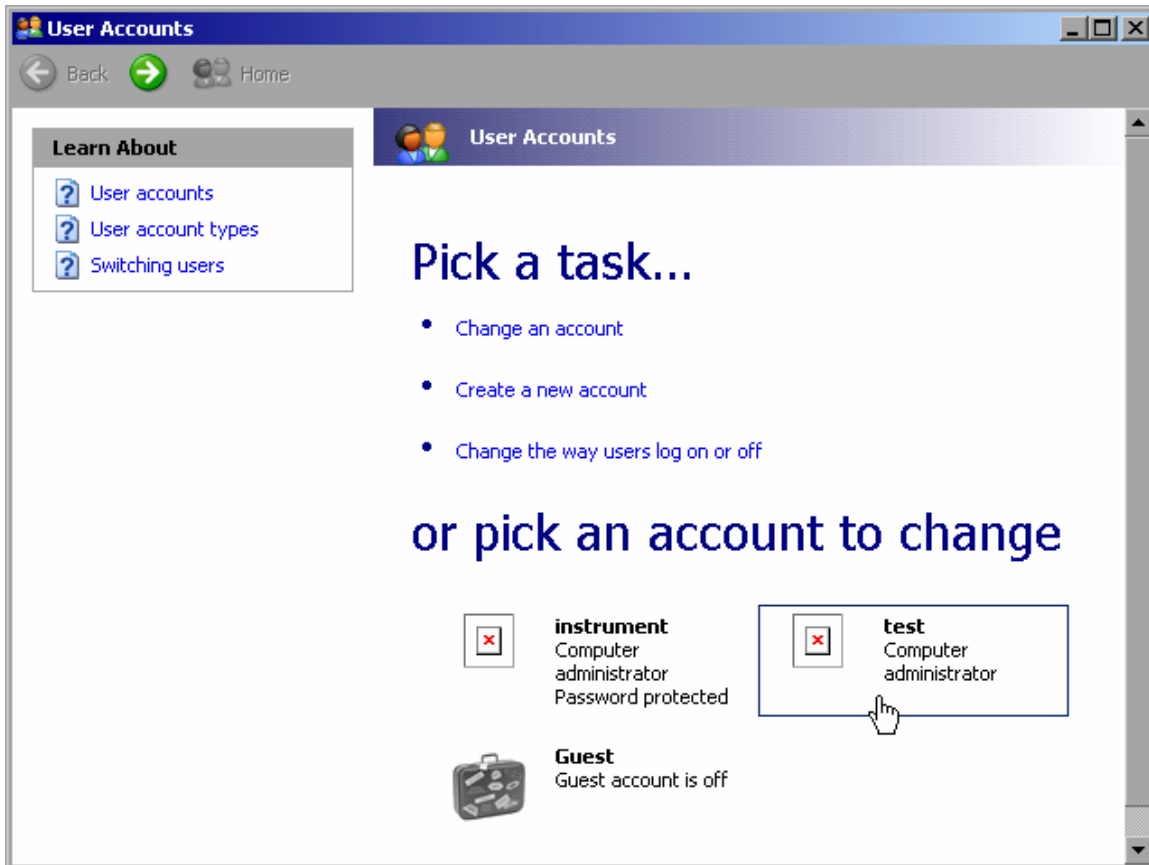 User Accounts
Back Home
Learn About
User accounts
User account types
Switching users
User Accounts
Pick a task...
Change an account
Create a new account
Change the way users log on or off
or pick an account to change
instrument
Computer
administrator
Password protected
test
Computer
administrator
Guest
Guest account is off